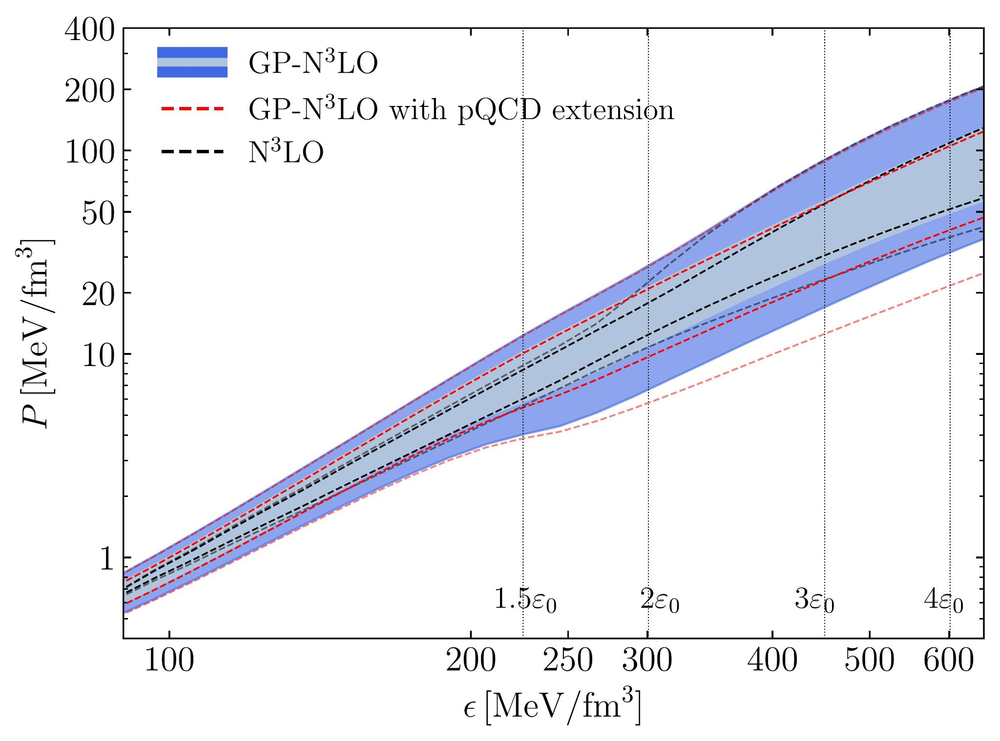 400
200
100
50
20
10
1
P [MeV/fm³]
GP-N³LO
GP-N³LO with pQCD extension
N³LO
1.5ε₀
2ε₀
3ε₀
4ε₀
100
200
250
300
400
500
600
ϵ [MeV/fm³]